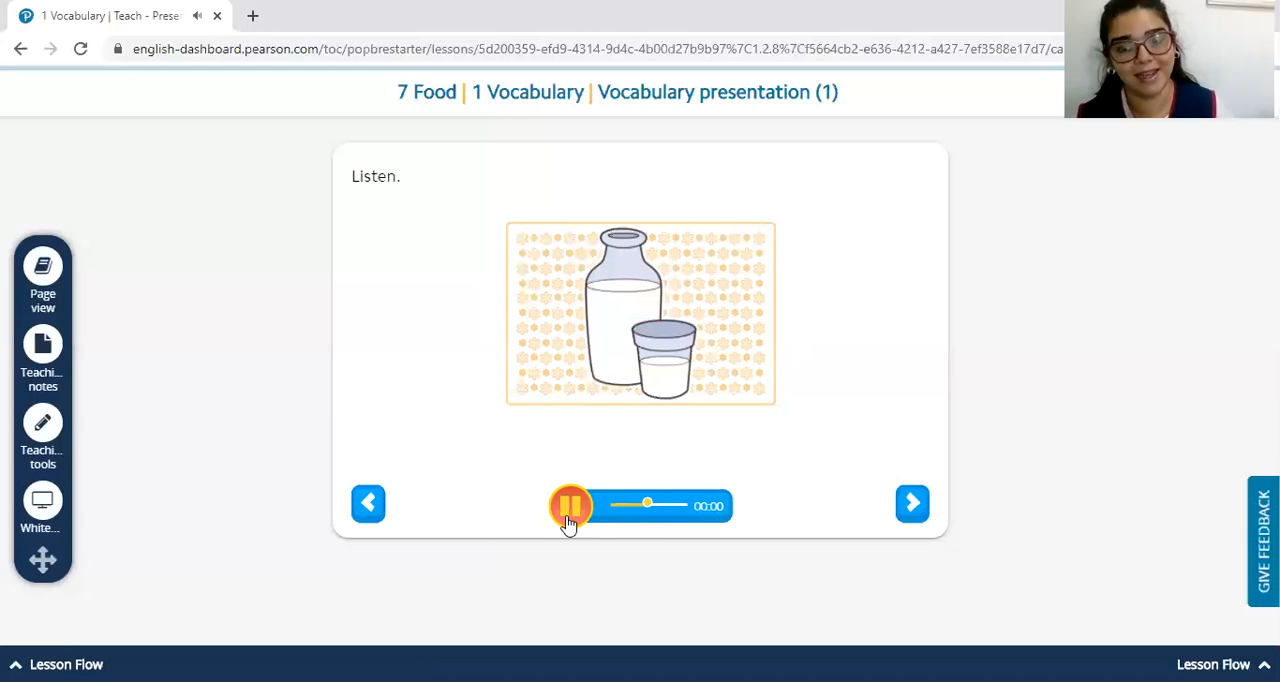 1 Vocabulary | Teach - Prese
english-dashboard.pearson.com/toc/popbrestarter/lessons/5d200359-efd9-4314-9d4c-4b00d27b9b97%7C1.2.8%7Cf5664cb2-e636-4212-a427-7ef3588e17d7/ca
7 Food | 1 Vocabulary | Vocabulary presentation (1)
Listen.
Page
view
Teachi...
notes
Teachi...
tools
White...
00:00
GIVE FEEDBACK
Lesson Flow
Lesson Flow